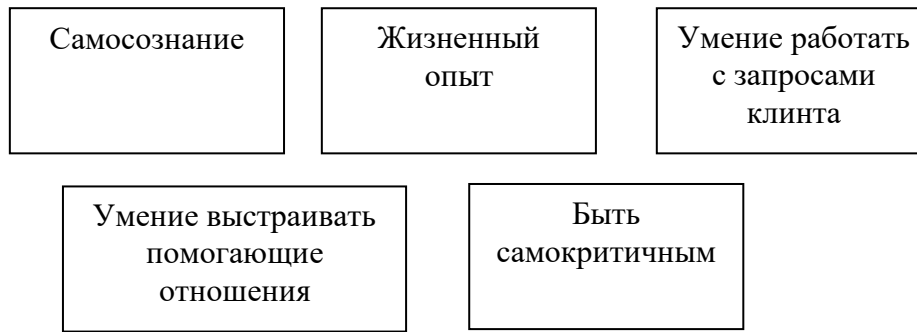 Самосознание
Жизненный
опыт
Умение работать
с запросами
клинта
Умение выстраивать
помогающие
отношения
Быть
самокритичным